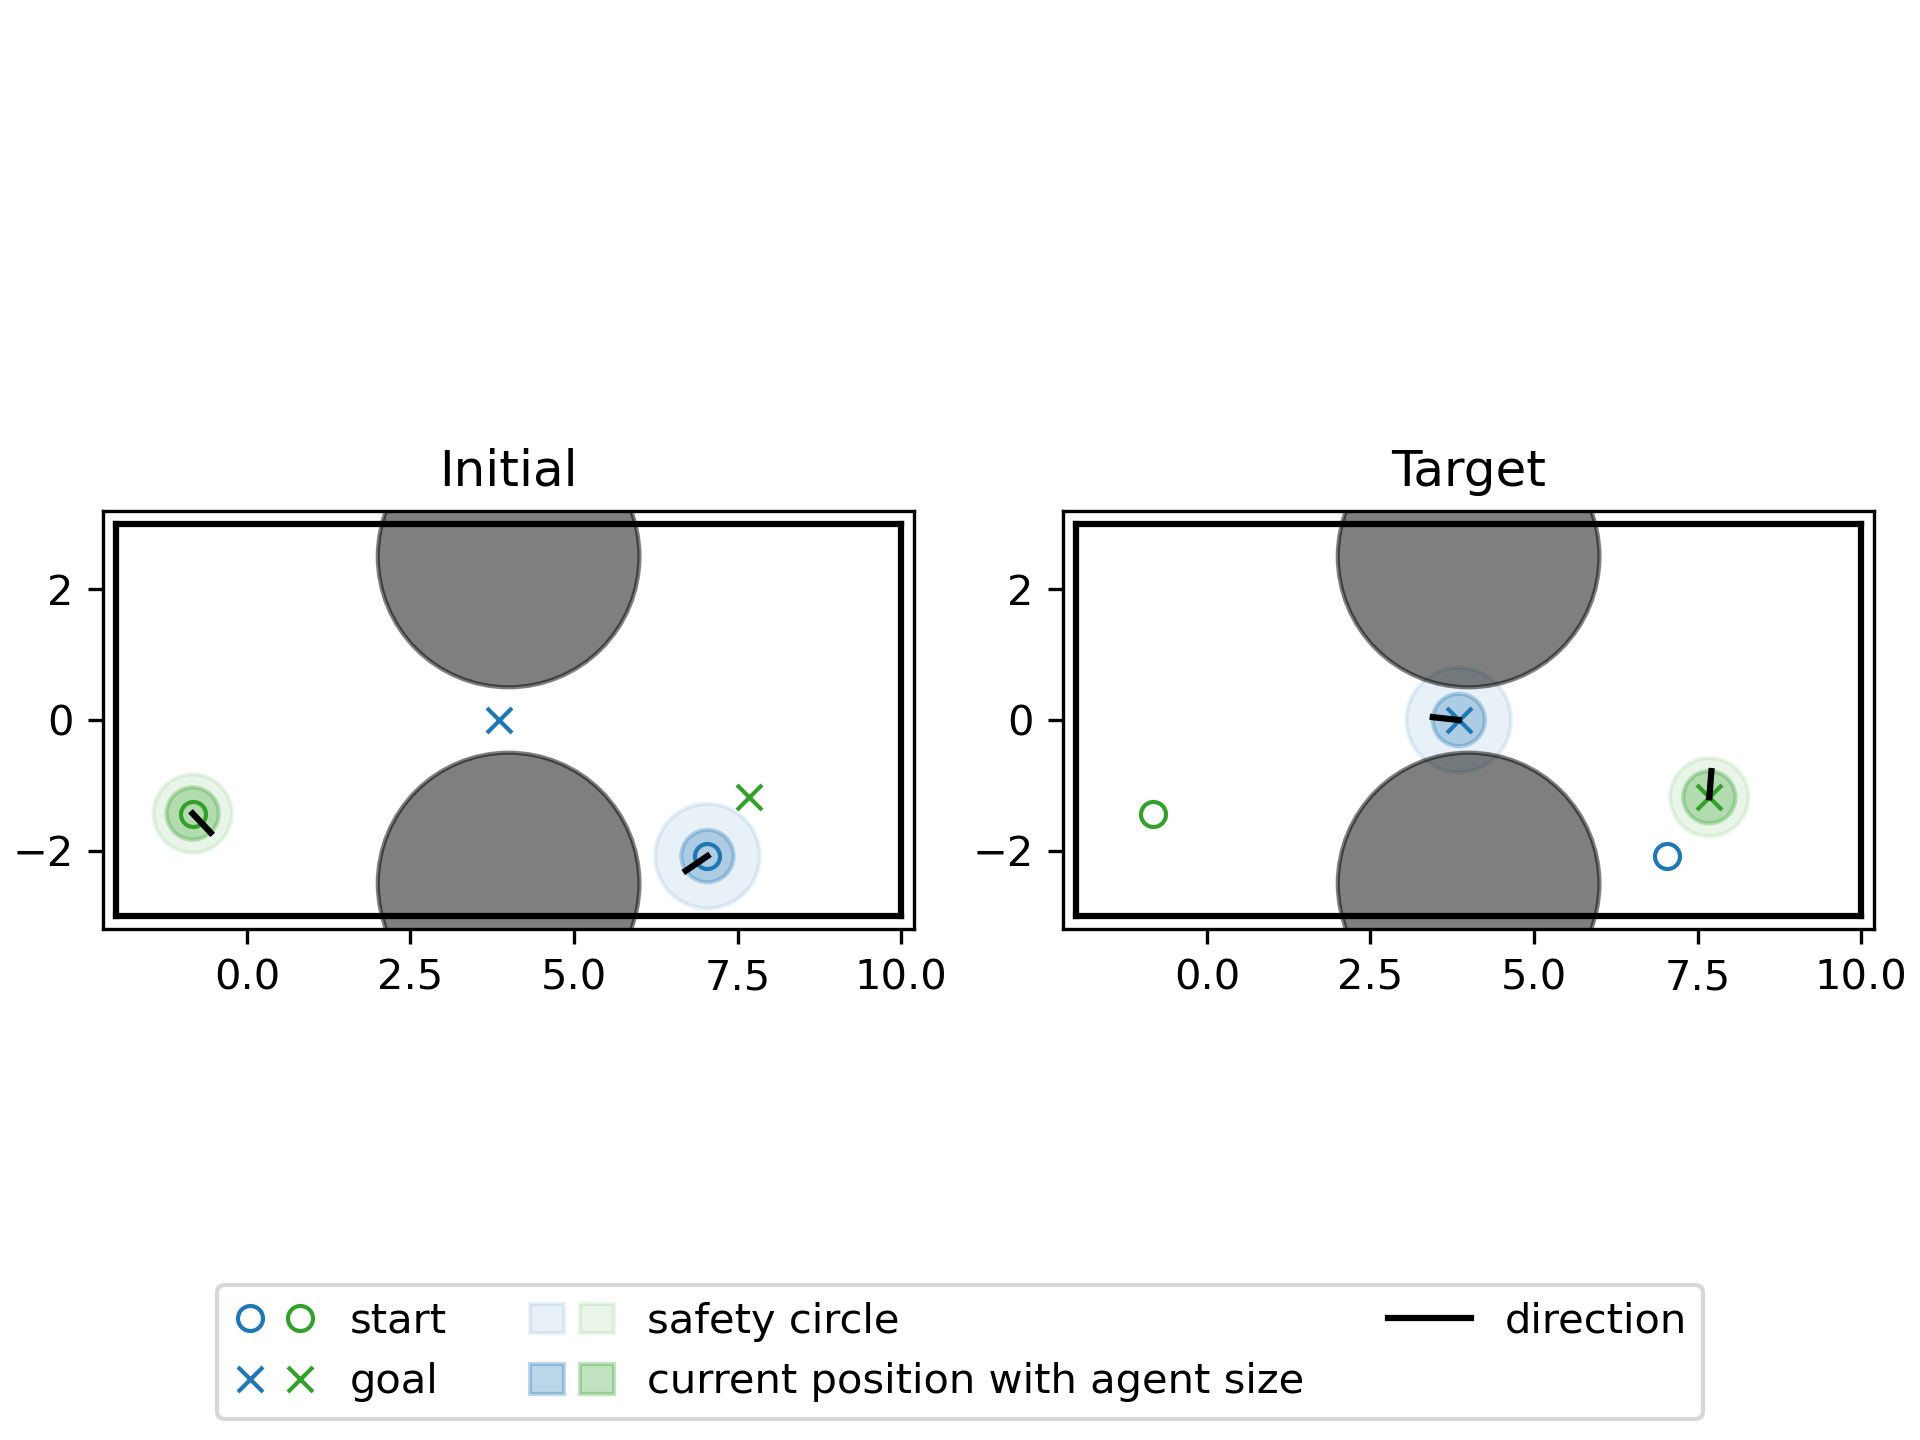 Initial
Target
2
0
−2
0.0 2.5 5.0 7.5 10.0
2
0
−2
0.0 2.5 5.0 7.5 10.0
start
goal
safety circle
current position with agent size
direction